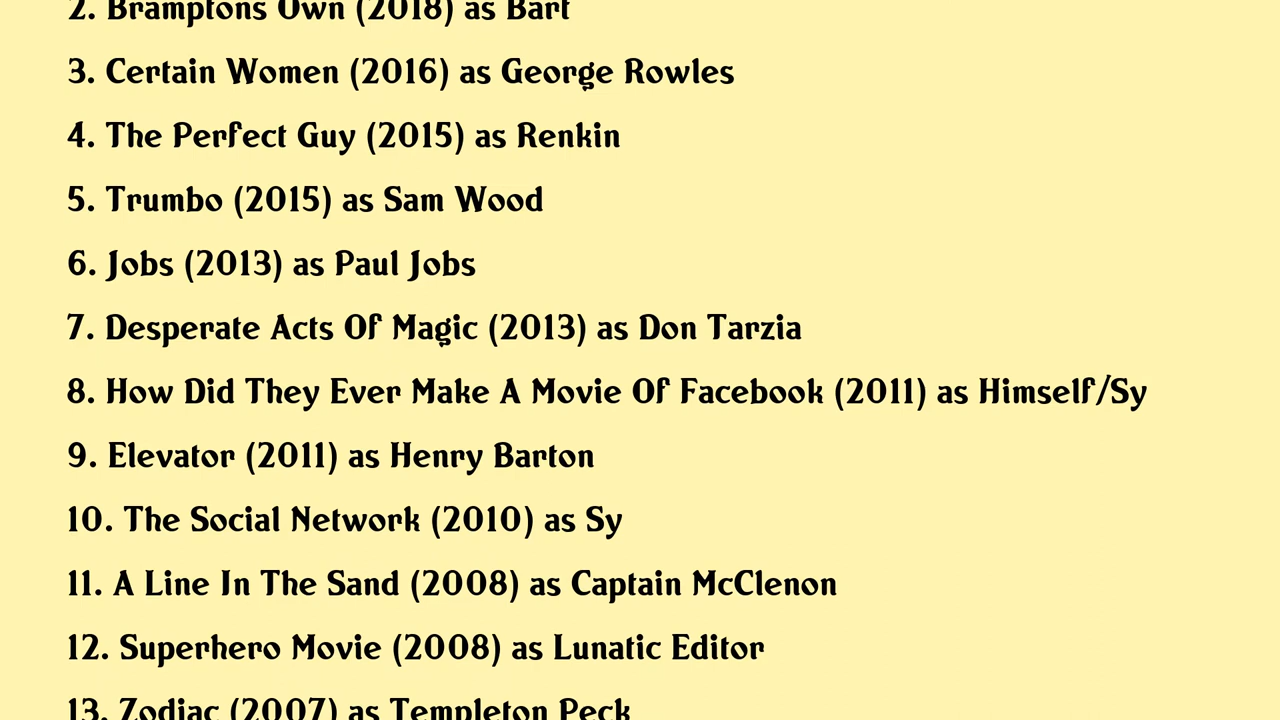 2. Bramptons Own (2018) as Bart
3. Certain Women (2016) as George Rowles
4. The Perfect Guy (2015) as Renkin
5. Trumbo (2015) as Sam Wood
6. Jobs (2013) as Paul Jobs
7. Desperate Acts Of Magic (2013) as Don Tarzia
8. How Did They Ever Make A Movie Of Facebook (2011) as Himself/Sy
9. Elevator (2011) as Henry Barton
10. The Social Network (2010) as Sy
11. A Line In The Sand (2008) as Captain McClenon
12. Superhero Movie (2008) as Lunatic Editor
13. Zodiac (2007) as Templeton Peck